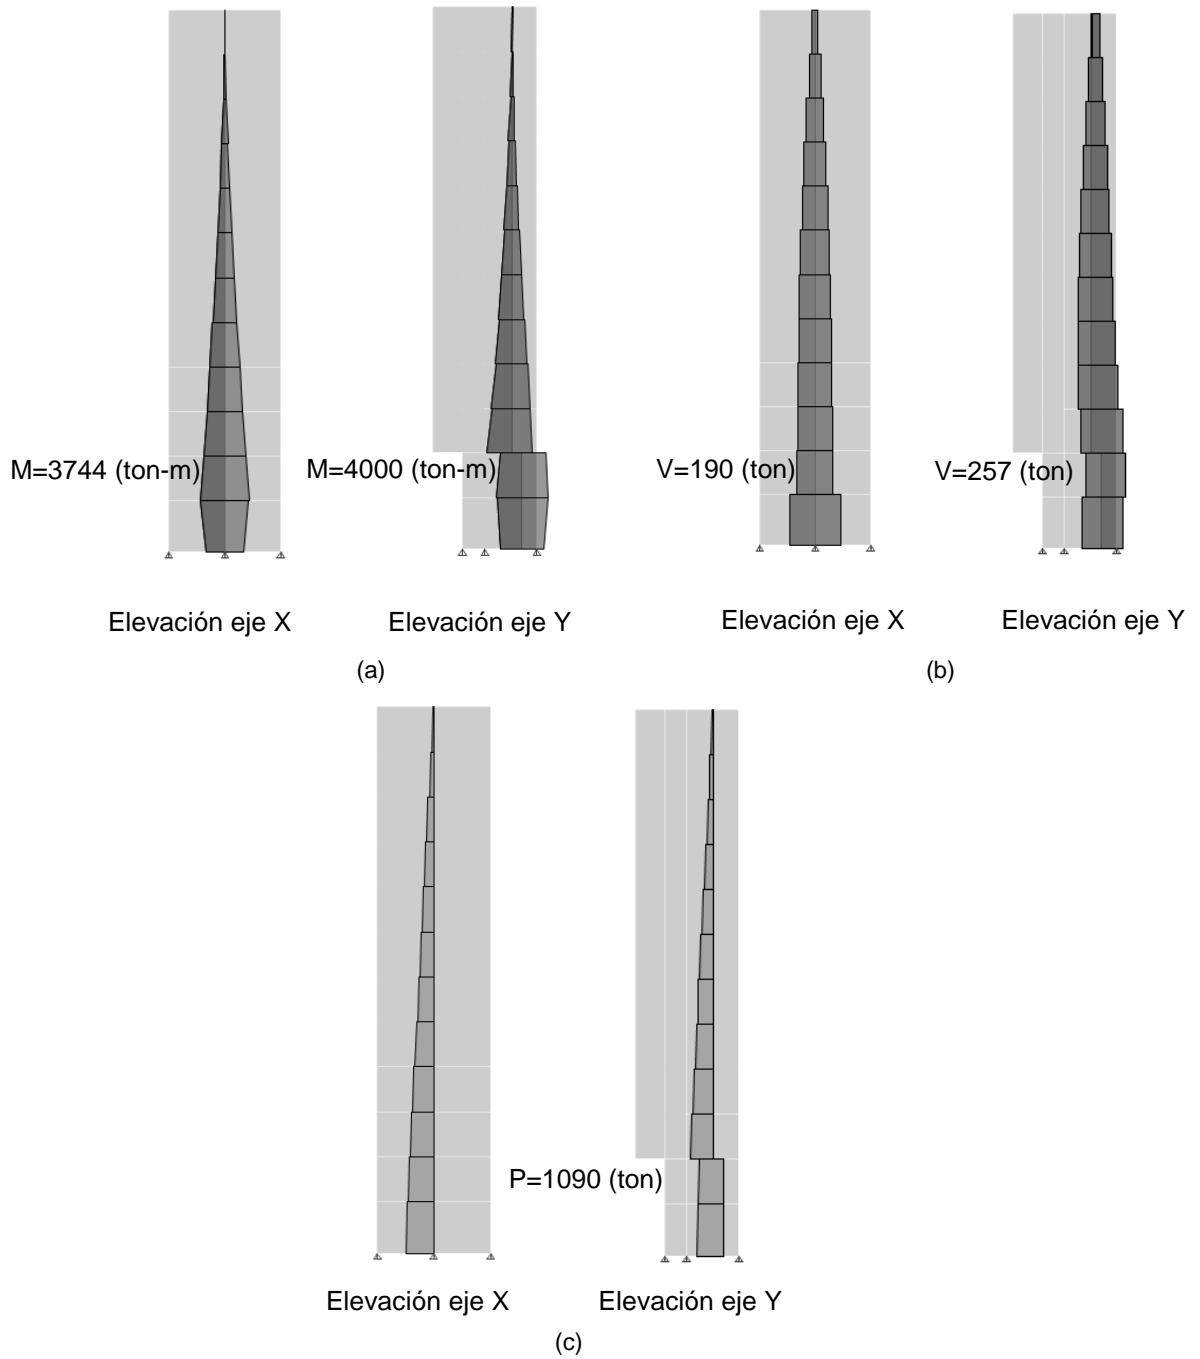 M=3744 (ton-m)
M=4000 (ton-m)
V=190 (ton)
V=257 (ton)
Elevación eje X
Elevación eje Y
Elevación eje X
Elevación eje Y
(a)
(b)
P=1090 (ton)
Elevación eje X
Elevación eje Y
(c)